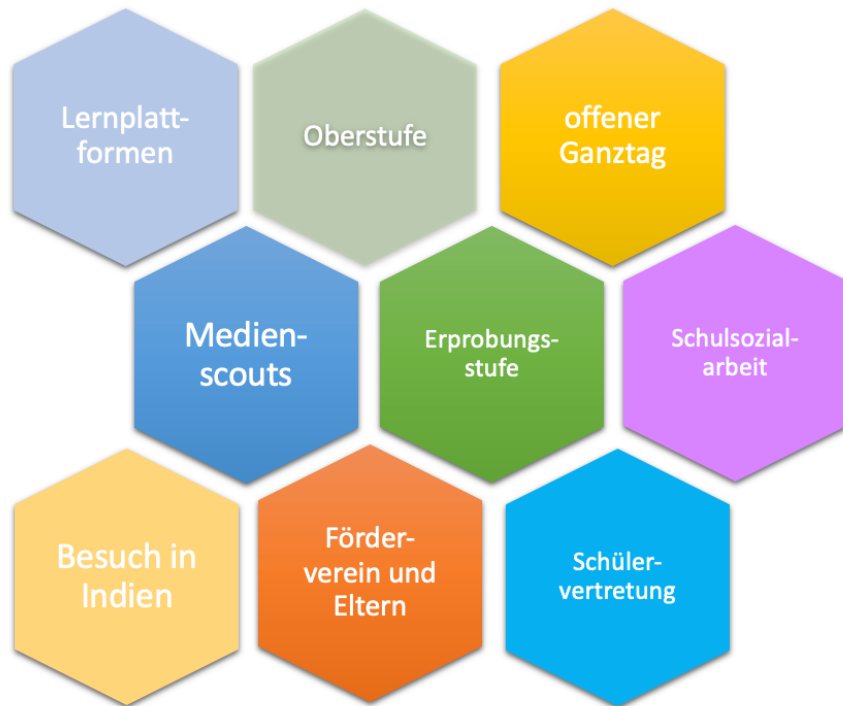 Lernplatt-
formen
Oberstufe
offener
Ganztag
Medien-
scouts
Erprobungs-
stufe
Schulsozial-
arbeit
Besuch in
Indien
Förder-
verein und
Eltern
Schüler-
vertretung